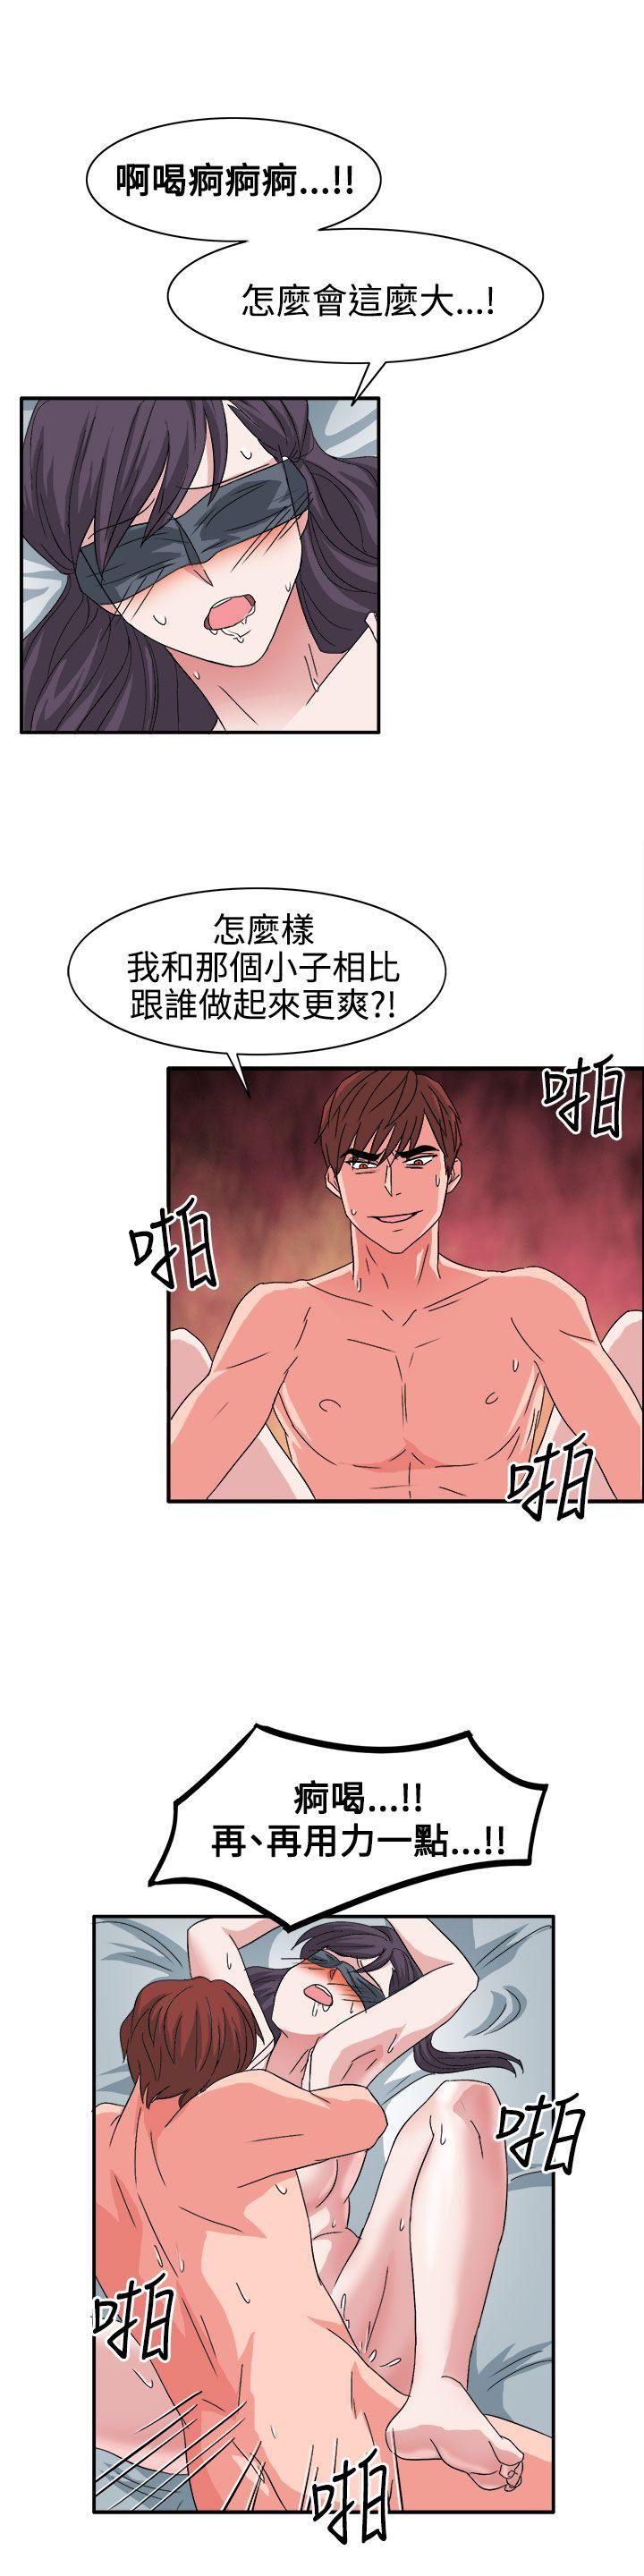 啊喝痾痾痾...!!
怎麼會這麼大...!
怎麼樣
我和那個小子相比
跟誰做起來更爽?!
啪
啪
啪
痾喝...!!
再、再用力一點...!!
啪
啪
啪